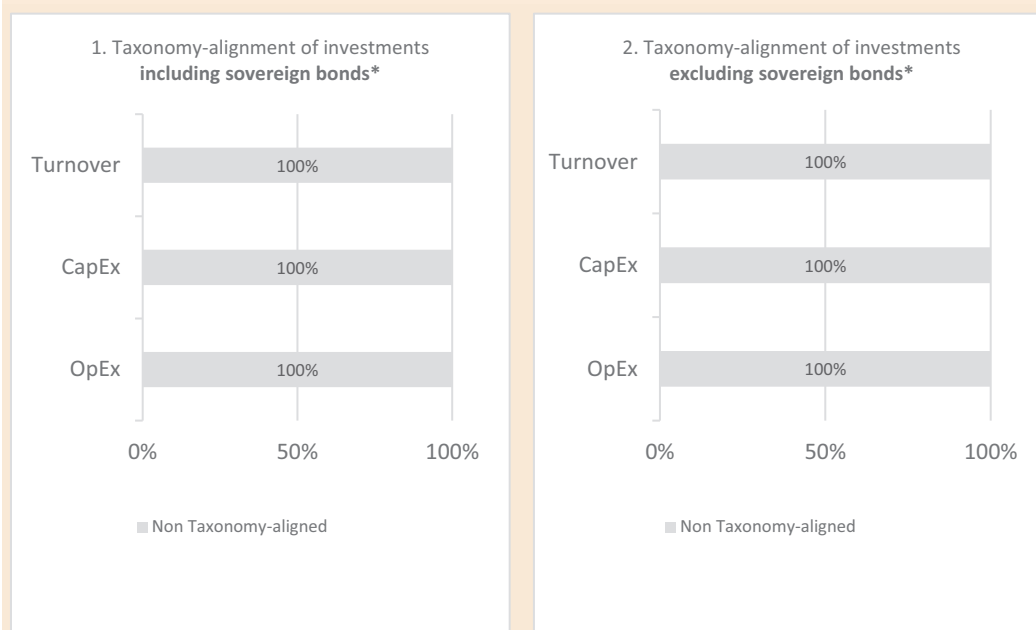 1. Taxonomy-alignment of investments
including sovereign bonds*
Turnover
100%
CapEx
100%
OpEx
100%
0%
50%
100%
Non Taxonomy-aligned
2. Taxonomy-alignment of investments
excluding sovereign bonds*
Turnover
100%
CapEx
100%
OpEx
100%
0%
50%
100%
Non Taxonomy-aligned